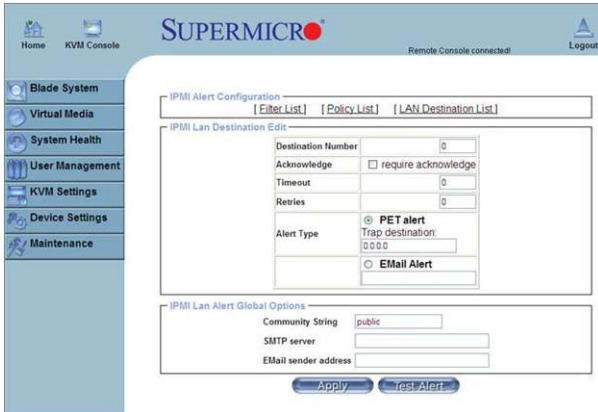 Home
KVM Console
SUPERMICRO
Remote Console connected!
Logout
Blade System
Virtual Media
System Health
User Management
KVM Settings
Device Settings
Maintenance
IPMI Alert Configuration
[ Filter List ] [ Policy List ] [ LAN Destination List ]
IPMI Lan Destination Edit
Destination Number 0
Acknowledge require acknowledge
Timeout 0
Retries 0
Alert Type PET alert
Trap destination:
0.0.0.0
EMail Alert
IPMI Lan Alert Global Options
Community String public
SMTP server
EMail sender address
Apply
Test Alert